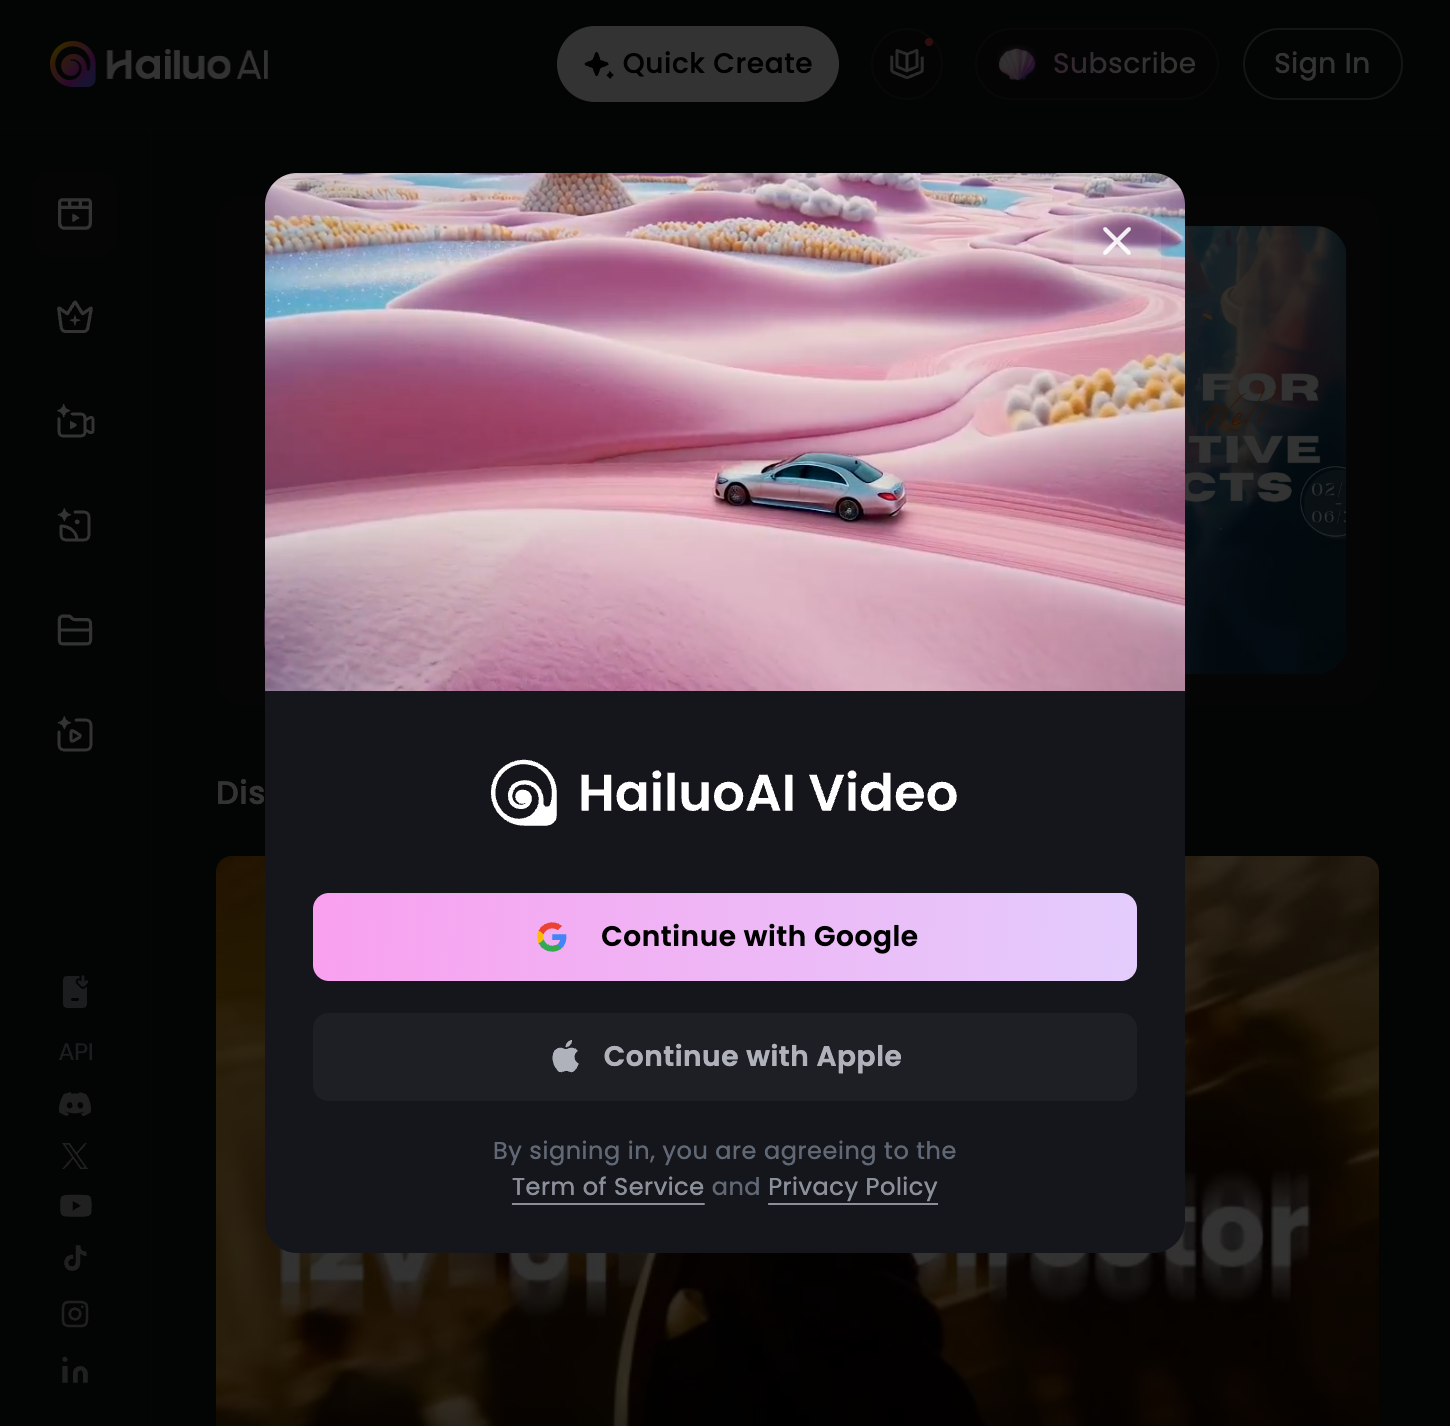 Hailuo AI
Quick Create
Subscribe
Sign In
FOR
TIVE
CTS
02/
06/
Dis
HailuoAI Video
Continue with Google
Continue with Apple
By signing in, you are agreeing to the
Term of Service and Privacy Policy
API